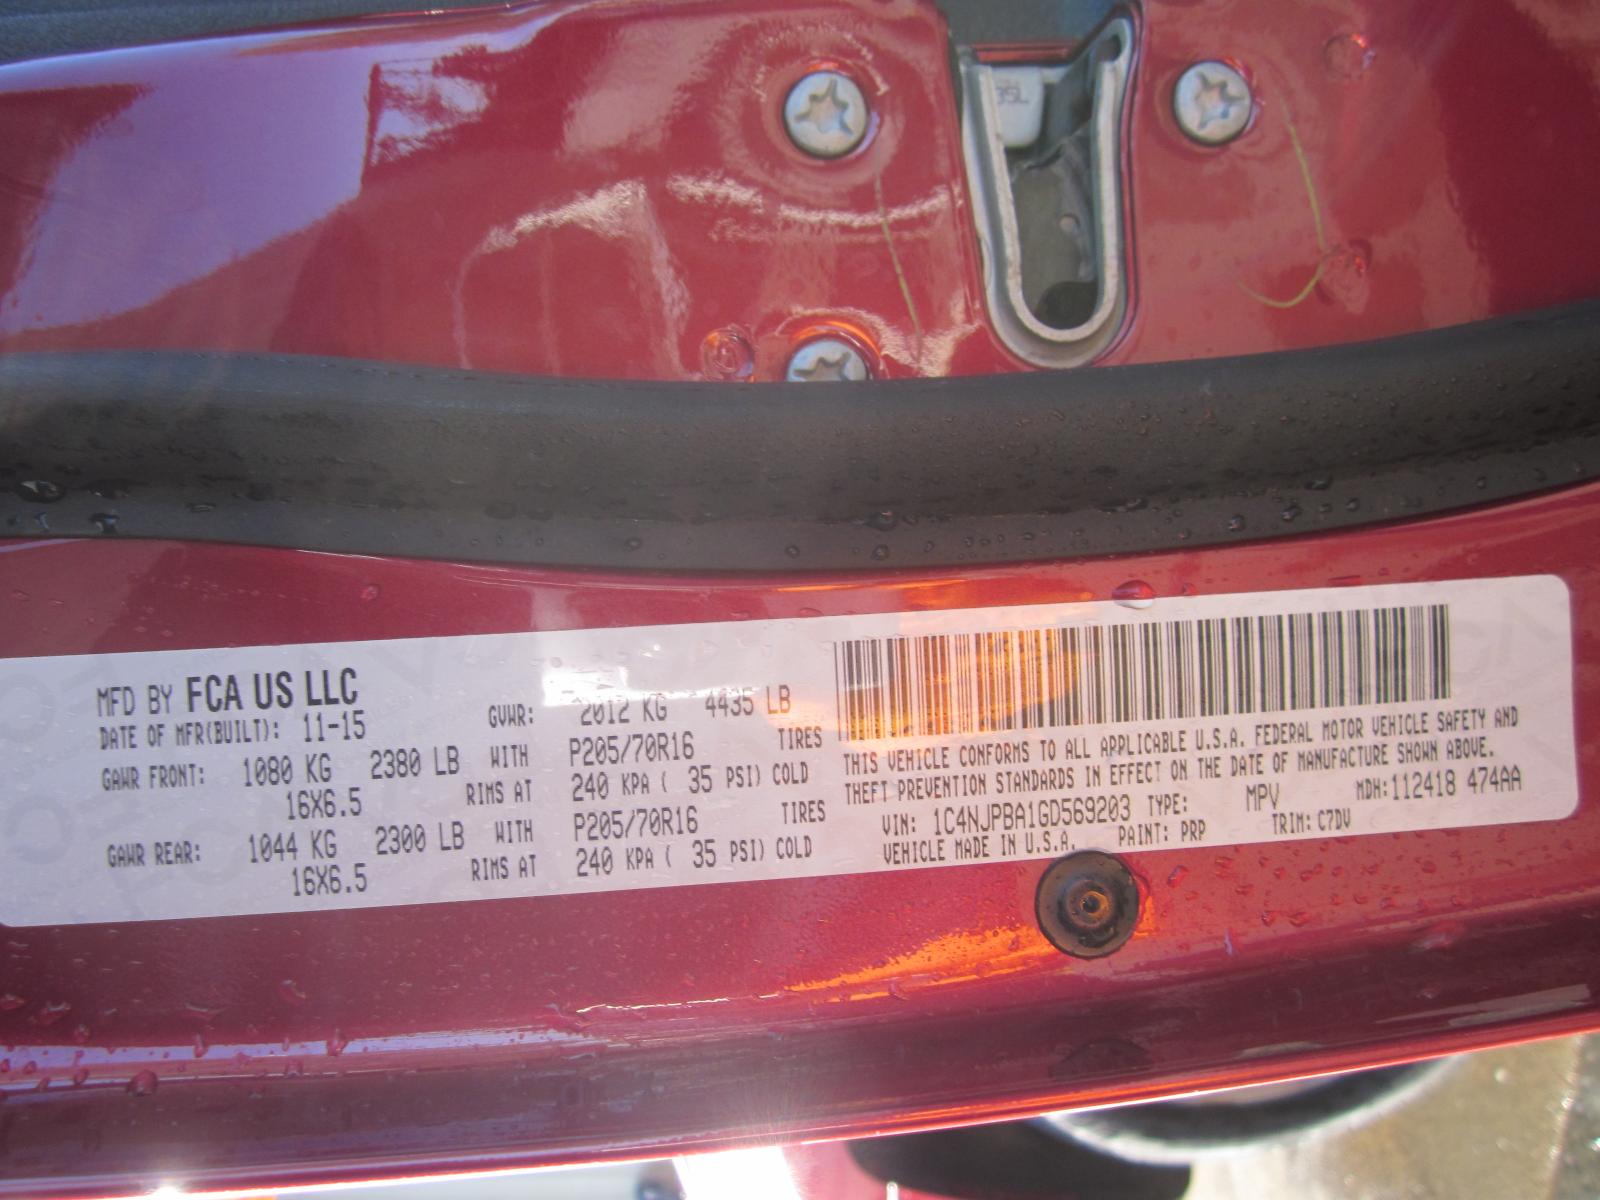 35L
MFD BY FCA US LLC
DATE OF MFR(BUILT): 11-15 GVWR: 2012 KG 4435 LB
GAWR FRONT: 1080 KG 2380 LB WITH P205/70R16 TIRES
16X6.5 RIMS AT 240 KPA ( 35 PSI) COLD
GAWR REAR: 1044 KG 2300 LB WITH P205/70R16 TIRES
16X6.5 RIMS AT 240 KPA ( 35 PSI) COLD
THIS VEHICLE CONFORMS TO ALL APPLICABLE U.S.A. FEDERAL MOTOR VEHICLE SAFETY AND
THEFT PREVENTION STANDARDS IN EFFECT ON THE DATE OF MANUFACTURE SHOWN ABOVE.
VIN: 1C4NJPBA1GD569203 TYPE: MPV MDH:112418 474AA
VEHICLE MADE IN U.S.A. PAINT: PRP TRIM: C7DV